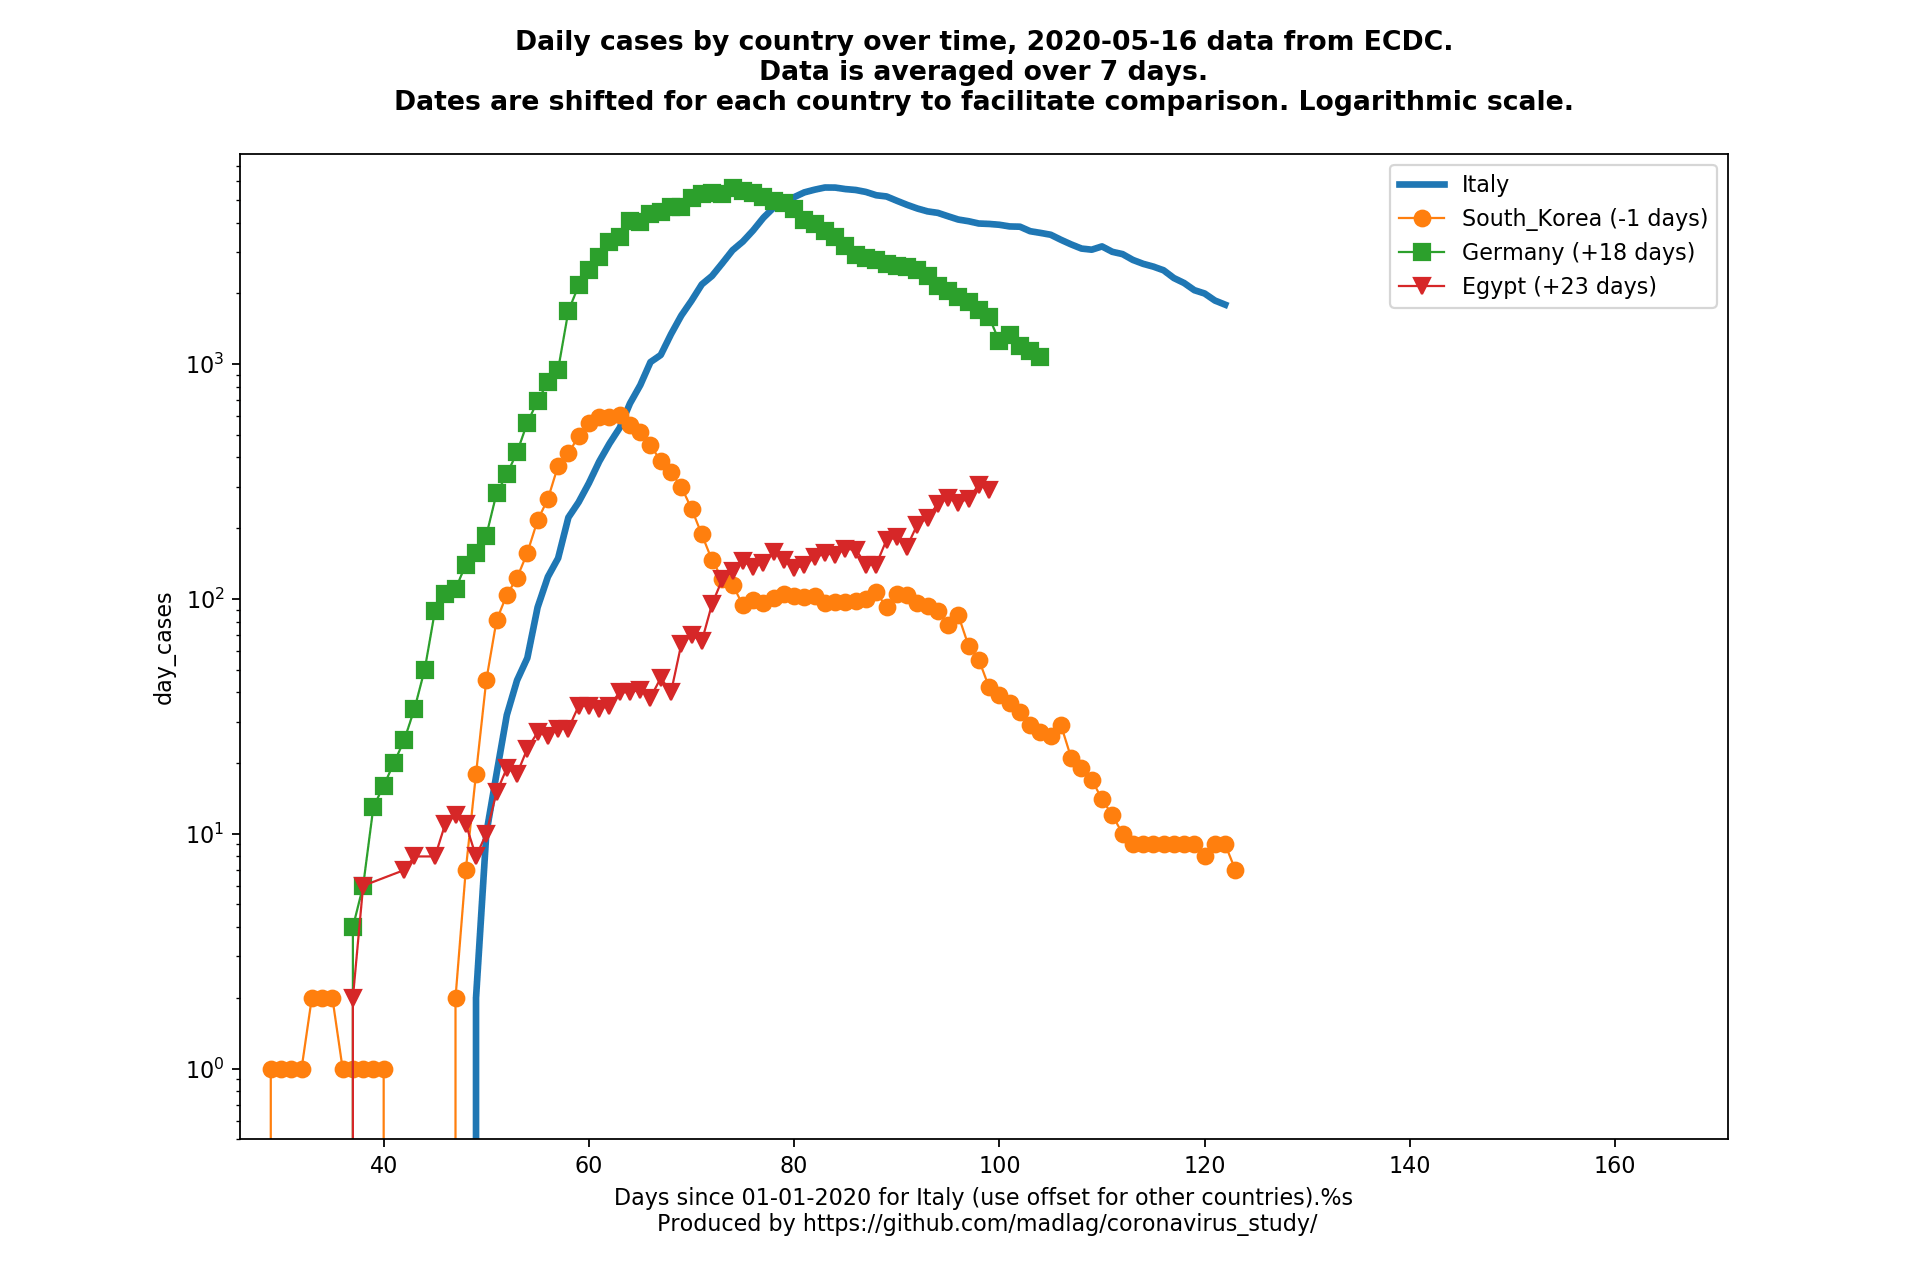 Daily cases by country over time, 2020-05-16 data from ECDC.
Data is averaged over 7 days.
Dates are shifted for each country to facilitate comparison. Logarithmic scale.
Italy
South_Korea (-1 days)
Germany (+18 days)
Egypt (+23 days)
day_cases
10³
10²
10¹
10⁰
40 60 80 100 120 140 160
Days since 01-01-2020 for Italy (use offset for other countries).%s
Produced by https://github.com/madlag/coronavirus_study/